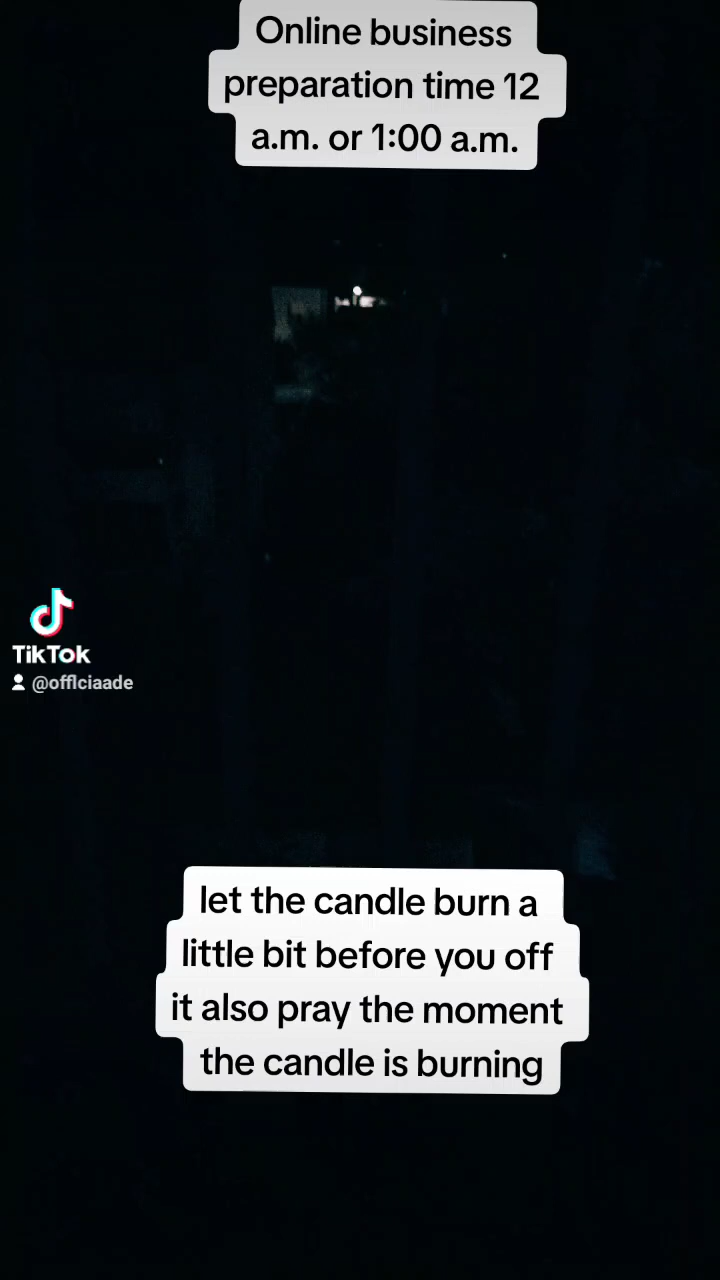 Online business
preparation time 12
a.m. or 1:00 a.m.
TikTok
@offlciaade
let the candle burn a
little bit before you off
it also pray the moment
the candle is burning